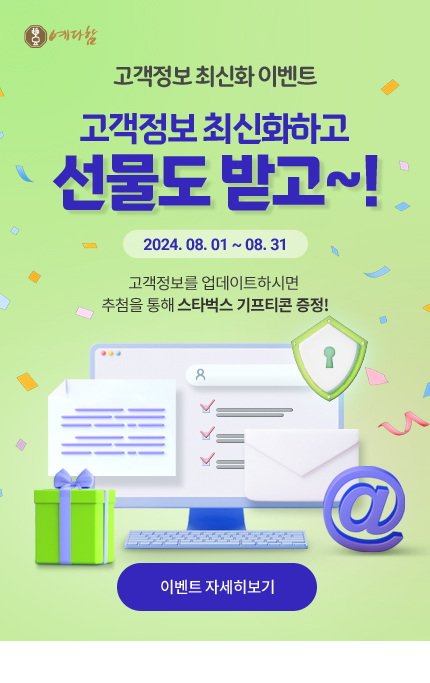 예다함
고객정보 최신화 이벤트
고객정보 최신화하고
선물도 받고~!
2024. 08. 01 ~ 08. 31
고객정보를 업데이트하시면
추첨을 통해 스타벅스 기프티콘 증정!
@
이벤트 자세히보기